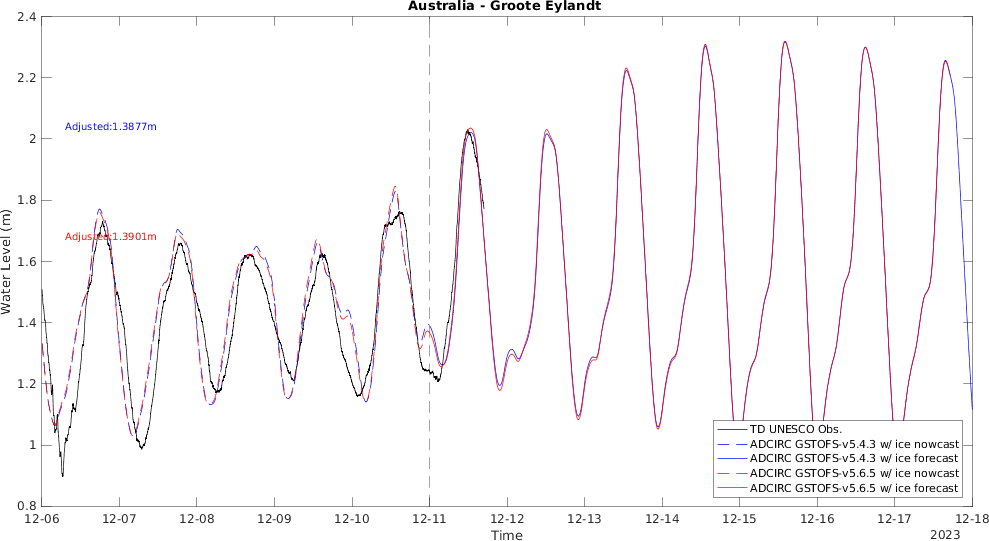 Australia - Groote Eylandt
2.4
2.2
2
1.8
1.6
1.4
1.2
1
0.8
Water Level (m)
Adjusted:1.3877m
Adjusted:1.3901m
TD UNESCO Obs.
ADCIRC GSTOFS-v5.4.3 w/ ice nowcast
ADCIRC GSTOFS-v5.4.3 w/ ice forecast
ADCIRC GSTOFS-v5.6.5 w/ ice nowcast
ADCIRC GSTOFS-v5.6.5 w/ ice forecast
12-06 12-07 12-08 12-09 12-10 12-11 12-12 12-13 12-14 12-15 12-16 12-17 12-18
Time
2023